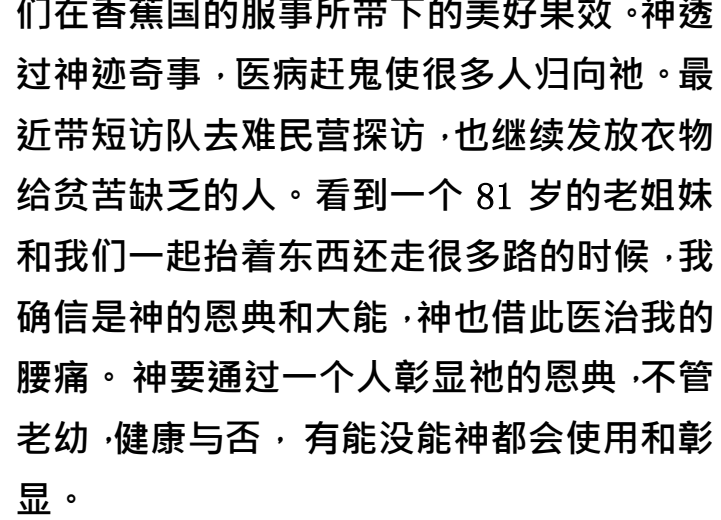 们在香蕉国的服事所带下的美好果效。神透
过神迹奇事，医病赶鬼使很多人归向祂。最
近带短访队去难民营探访，也继续发放衣物
给贫苦缺乏的人。看到一个 81 岁的老姐妹
和我们一起抬着东西还走很多路的时候，我
确信是神的恩典和大能，神也借此医治我的
腰痛。 神要通过一个人彰显祂的恩典，不管
老幼，健康与否， 有能没能神都会使用和彰
显。